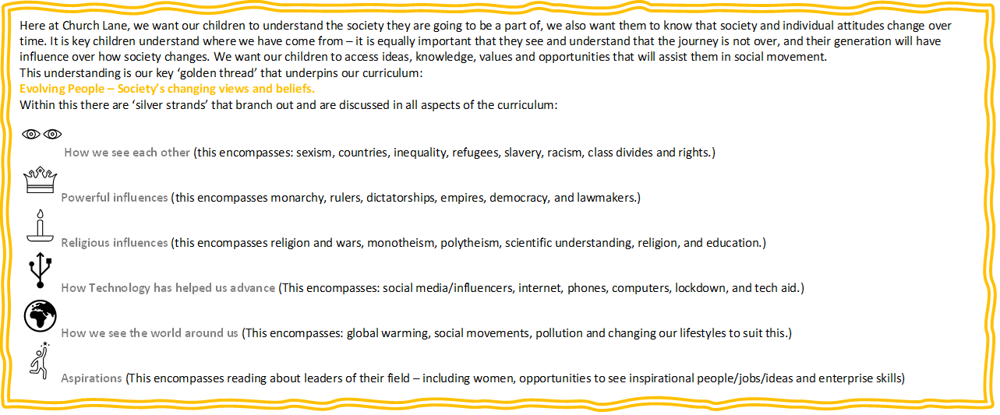 Here at Church Lane, we want our children to understand the society they are going to be a part of, we also want them to know that society and individual attitudes change over
time. It is key children understand where we have come from – it is equally important that they see and understand that the journey is not over, and their generation will have
influence over how society changes. We want our children to access ideas, knowledge, values and opportunities that will assist them in social movement.
This understanding is our key ‘golden thread’ that underpins our curriculum:
Evolving People – Society’s changing views and beliefs.
Within this there are ‘silver strands’ that branch out and are discussed in all aspects of the curriculum:
How we see each other (this encompasses: sexism, countries, inequality, refugees, slavery, racism, class divides and rights.)
Powerful influences (this encompasses monarchy, rulers, dictatorships, empires, democracy, and lawmakers.)
Religious influences (this encompasses religion and wars, monotheism, polytheism, scientific understanding, religion, and education.)
How Technology has helped us advance (This encompasses: social media/influencers, internet, phones, computers, lockdown, and tech aid.)
How we see the world around us (This encompasses: global warming, social movements, pollution and changing our lifestyles to suit this.)
Aspirations (This encompasses reading about leaders of their field – including women, opportunities to see inspirational people/jobs/ideas and enterprise skills)